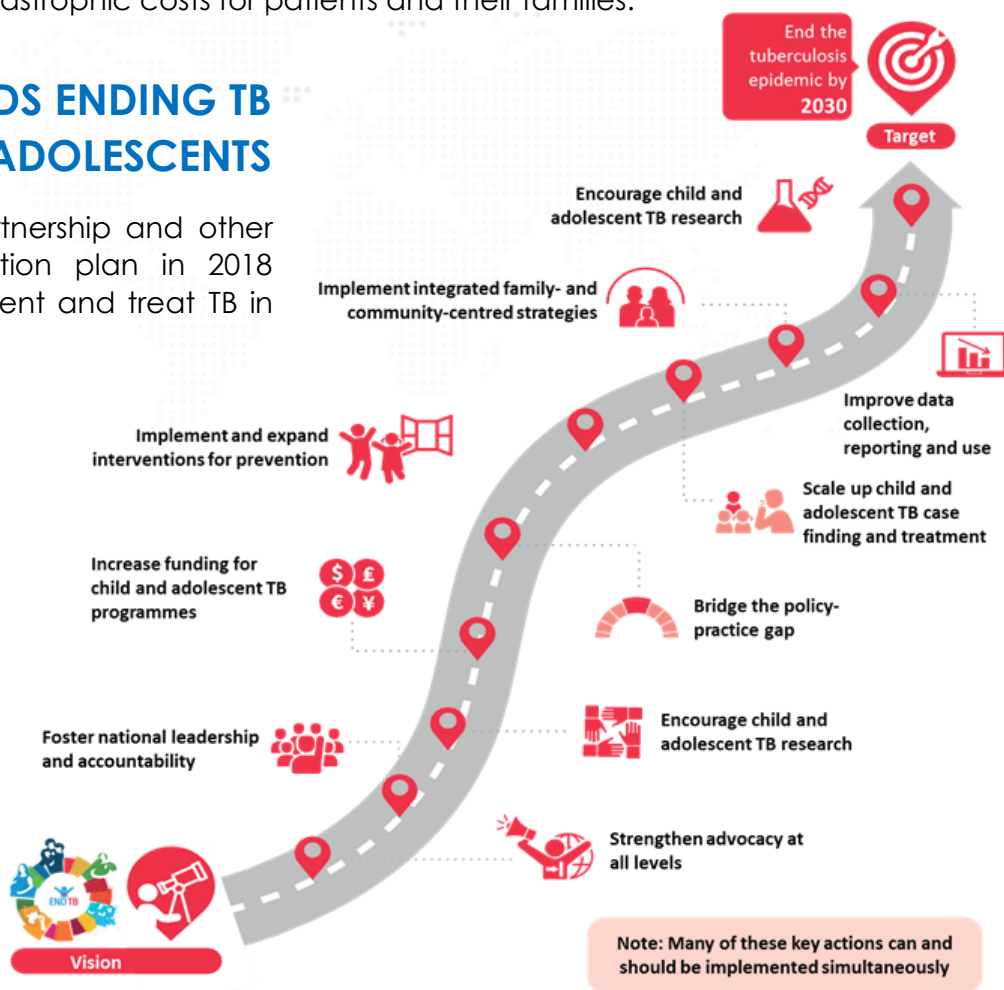 astrophic costs for patients and their families.
DS ENDING TB
ADOLESCENTS
rtnership and other
tion plan in 2018
ent and treat TB in
End the
tuberculosis
epidemic by
2030
Target
Encourage child and
adolescent TB research
Implement integrated family- and
community-centred strategies
Improve data
collection,
reporting and use
Implement and expand
interventions for prevention
Scale up child and
adolescent TB case
finding and treatment
Increase funding for
child and adolescent TB
programmes
$ £
€ ¥
Bridge the policy-
practice gap
Foster national leadership
and accountability
Encourage child and
adolescent TB research
Strengthen advocacy at
all levels
END TB
Vision
Note: Many of these key actions can and
should be implemented simultaneously